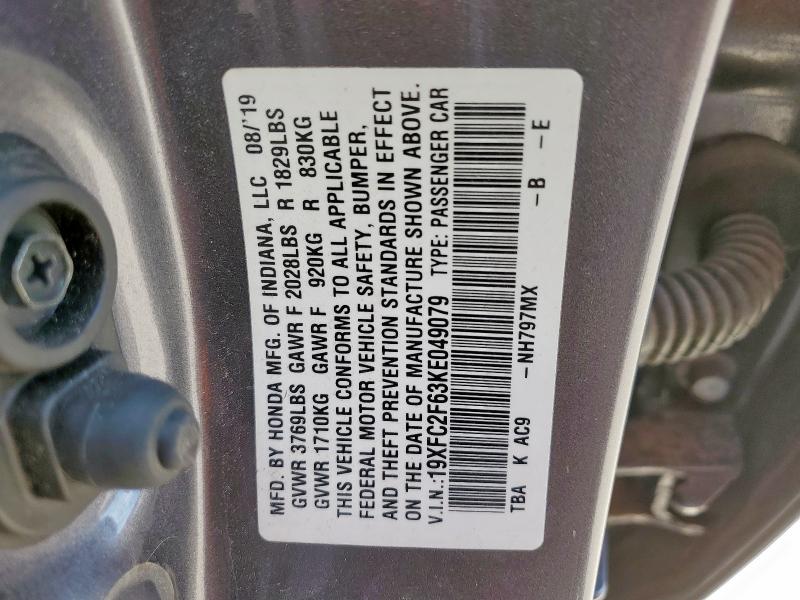 MFD. BY HONDA MFG. OF INDIANA, LLC 08/'19
GVWR 3769LBS GAWR F 2028LBS R 1829LBS
GVWR 1710KG GAWR F 920KG R 830KG
THIS VEHICLE CONFORMS TO ALL APPLICABLE
FEDERAL MOTOR VEHICLE SAFETY, BUMPER,
AND THEFT PREVENTION STANDARDS IN EFFECT
ON THE DATE OF MANUFACTURE SHOWN ABOVE.
V.I.N.:19XFC2F63KE049079 TYPE: PASSENGER CAR
TBA K AC9 -NH797MX -B -E